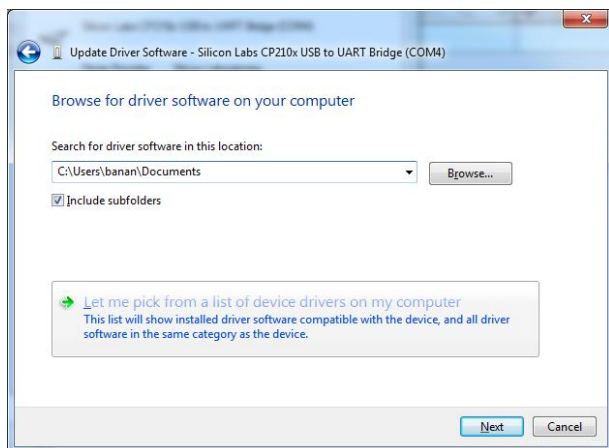 Update Driver Software - Silicon Labs CP210x USB to UART Bridge (COM4)
Browse for driver software on your computer
Search for driver software in this location:
C:\Users\banan\Documents
Browse...
Include subfolders
Let me pick from a list of device drivers on my computer
This list will show installed driver software compatible with the device, and all driver
software in the same category as the device.
Next
Cancel